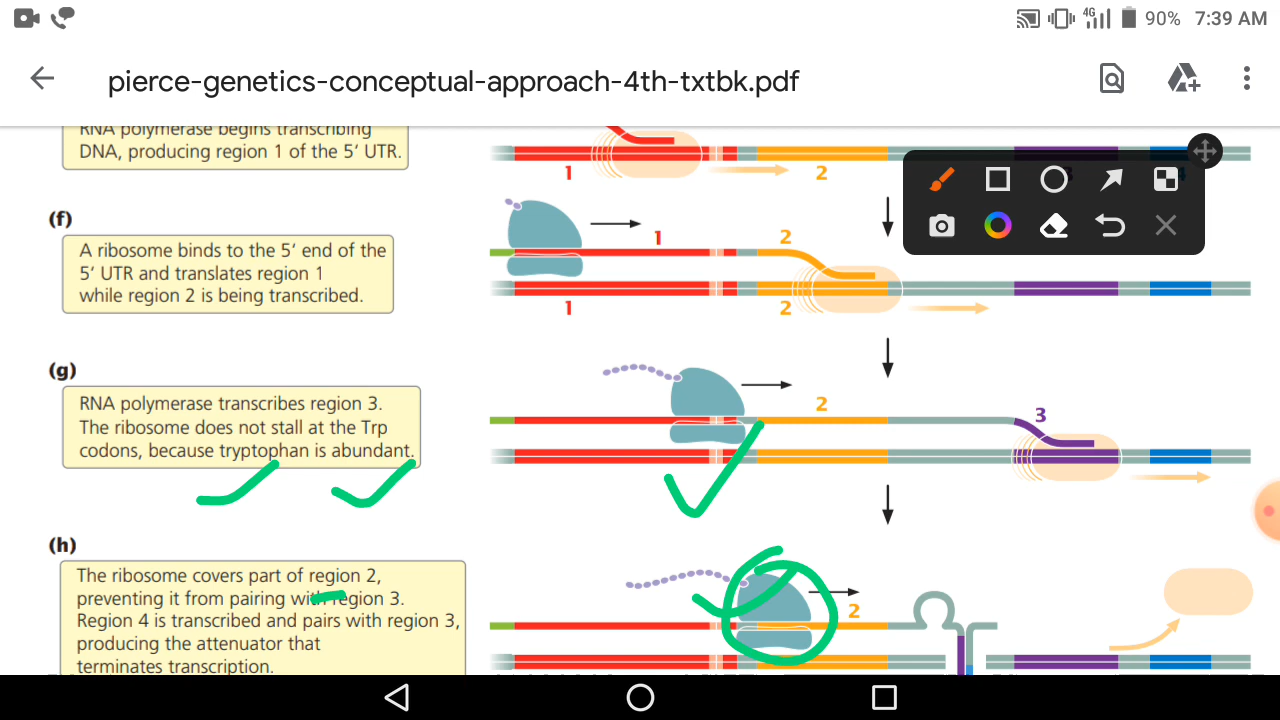 4G 90% 7:39 AM
pierce-genetics-conceptual-approach-4th-txtbk.pdf
RNA polymerase begins transcribing
DNA, producing region 1 of the 5′ UTR.
1
2
(f)
A ribosome binds to the 5′ end of the
5′ UTR and translates region 1
while region 2 is being transcribed.
1
2
1
2
(g)
RNA polymerase transcribes region 3.
The ribosome does not stall at the Trp
codons, because tryptophan is abundant.
2
3
(h)
The ribosome covers part of region 2,
preventing it from pairing with region 3.
Region 4 is transcribed and pairs with region 3,
producing the attenuator that
terminates transcription.
2